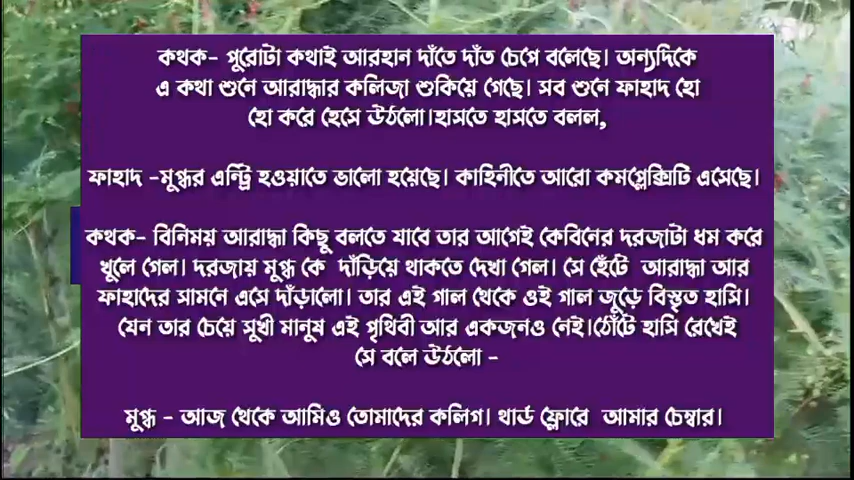 কথক- পুরোটা কথাই আরহান দাঁতে দাঁত চেপে বলেছে। অন্যদিকে
এ কথা শুনে আরাদ্ধার কলিজা শুকিয়ে গেছে। সব শুনে ফাহাদ হো
হো করে হেসে উঠলো।হাসতে হাসতে বলল,
ফাহাদ -মুগ্ধর এন্ট্রি হওয়াতে ভালো হয়েছে। কাহিনীতে আরো কমপ্লেক্সিটি এসেছে।
কথক- বিনিময় আরাদ্ধা কিছু বলতে যাবে তার আগেই কেবিনের দরজাটা ধম করে
খুলে গেল। দরজায় মুগ্ধ কে দাঁড়িয়ে থাকতে দেখা গেল। সে হেঁটে আরাদ্ধা আর
ফাহাদের সামনে এসে দাঁড়ালো। তার এই গাল থেকে ওই গাল জুড়ে বিস্তৃত হাসি।
যেন তার চেয়ে সুখী মানুষ এই পৃথিবী আর একজনও নেই।ঠোঁটে হাসি রেখেই
সে বলে উঠলো -
মুগ্ধ - আজ থেকে আমিও তোমাদের কলিগ। থার্ড ফ্লোরে আমার চেম্বার।